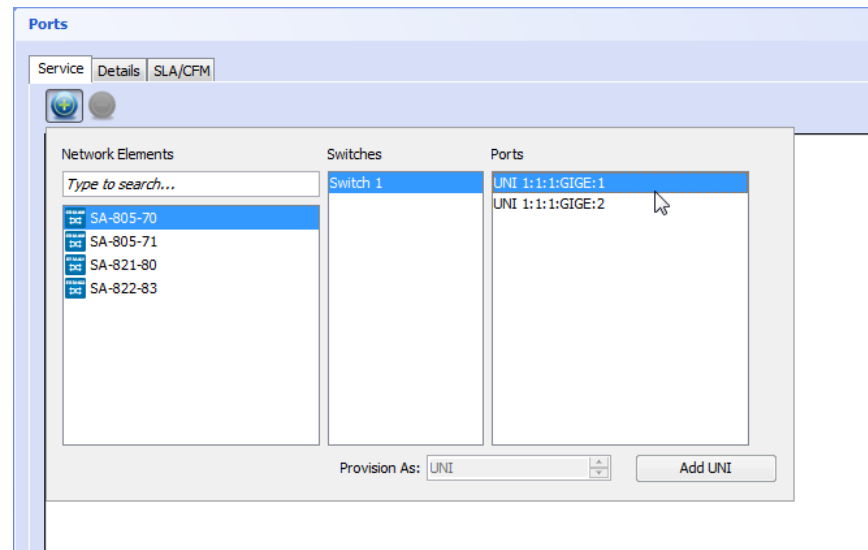 Ports
Service Details SLA/CFM
Network Elements Switches Ports
Type to search... Switch 1 UNI 1:1:1:GIGE:1
UNI 1:1:1:GIGE:2
SA-805-70
SA-805-71
SA-821-80
SA-822-83
Provision As: UNI Add UNI